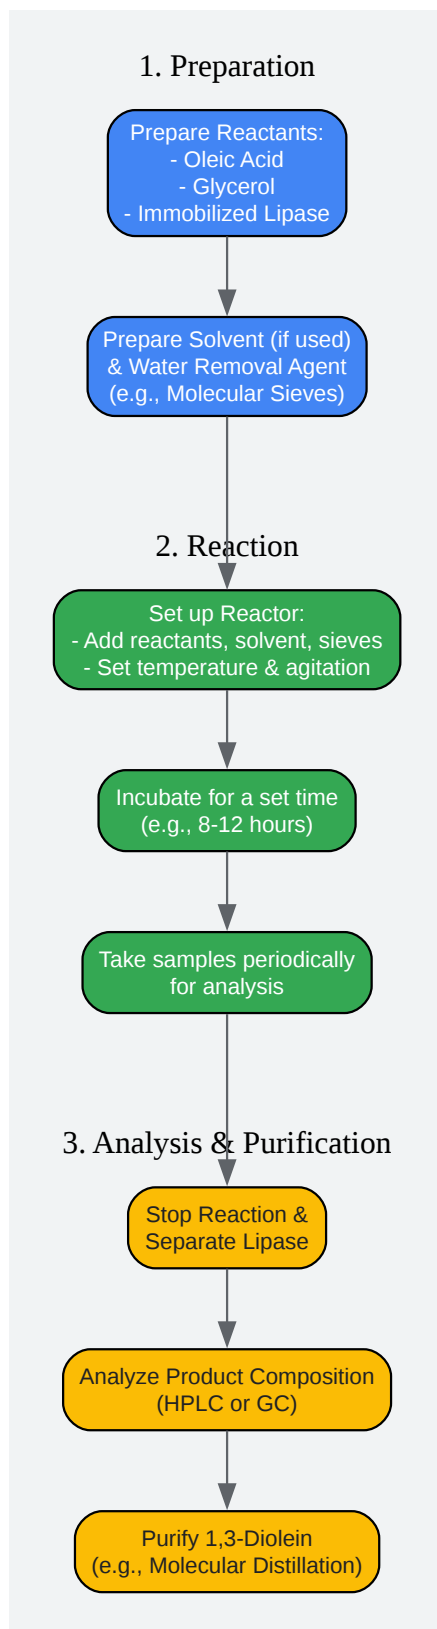 1. Preparation
Prepare Reactants:
- Oleic Acid
- Glycerol
- Immobilized Lipase
Prepare Solvent (if used)
& Water Removal Agent
(e.g., Molecular Sieves)
2. Reaction
Set up Reactor:
- Add reactants, solvent, sieves
- Set temperature & agitation
Incubate for a set time
(e.g., 8-12 hours)
Take samples periodically
for analysis
3. Analysis & Purification
Stop Reaction &
Separate Lipase
Analyze Product Composition
(HPLC or GC)
Purify 1,3-Diolein
(e.g., Molecular Distillation)